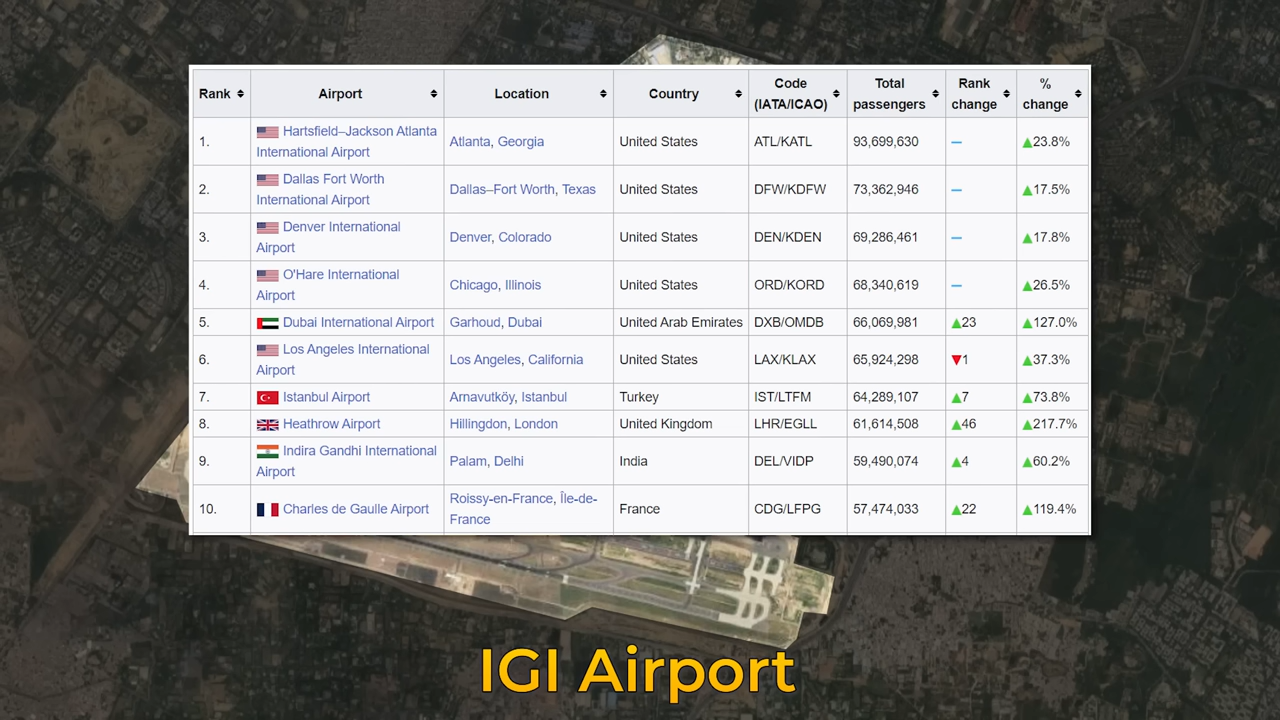 Rank Airport Location Country Code (IATA/ICAO) Total passengers Rank change % change
1. Hartsfield–Jackson Atlanta International Airport Atlanta, Georgia United States ATL/KATL 93,699,630 – ▲23.8%
2. Dallas Fort Worth International Airport Dallas–Fort Worth, Texas United States DFW/KDFW 73,362,946 – ▲17.5%
3. Denver International Airport Denver, Colorado United States DEN/KDEN 69,286,461 – ▲17.8%
4. O'Hare International Airport Chicago, Illinois United States ORD/KORD 68,340,619 – ▲26.5%
5. Dubai International Airport Garhoud, Dubai United Arab Emirates DXB/OMDB 66,069,981 ▲23 ▲127.0%
6. Los Angeles International Airport Los Angeles, California United States LAX/KLAX 65,924,298 ▼1 ▲37.3%
7. Istanbul Airport Arnavutköy, Istanbul Turkey IST/LTFM 64,289,107 ▲7 ▲73.8%
8. Heathrow Airport Hillingdon, London United Kingdom LHR/EGLL 61,614,508 ▲46 ▲217.7%
9. Indira Gandhi International Airport Palam, Delhi India DEL/VIDP 59,490,074 ▲4 ▲60.2%
10. Charles de Gaulle Airport Roissy-en-France, Île-de-France France CDG/LFPG 57,474,033 ▲22 ▲119.4%
IGI Airport